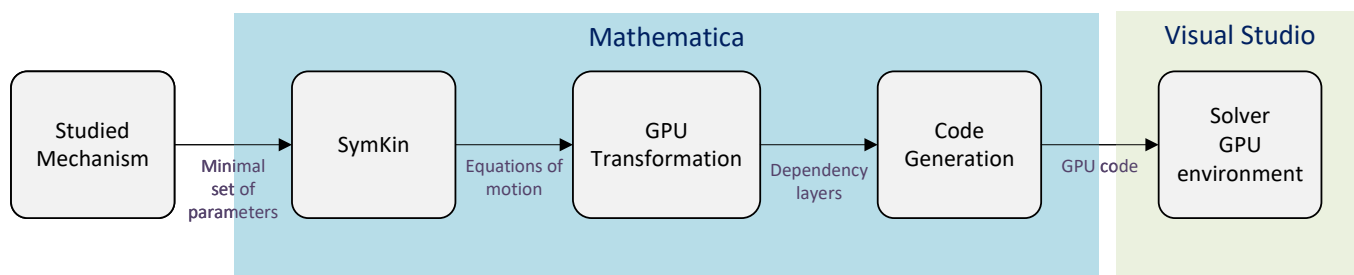 Mathematica
Visual Studio
Studied
Mechanism
Minimal
set of
parameters
SymKin
Equations of
motion
GPU
Transformation
Dependency
layers
Code
Generation
GPU code
Solver
GPU
environment